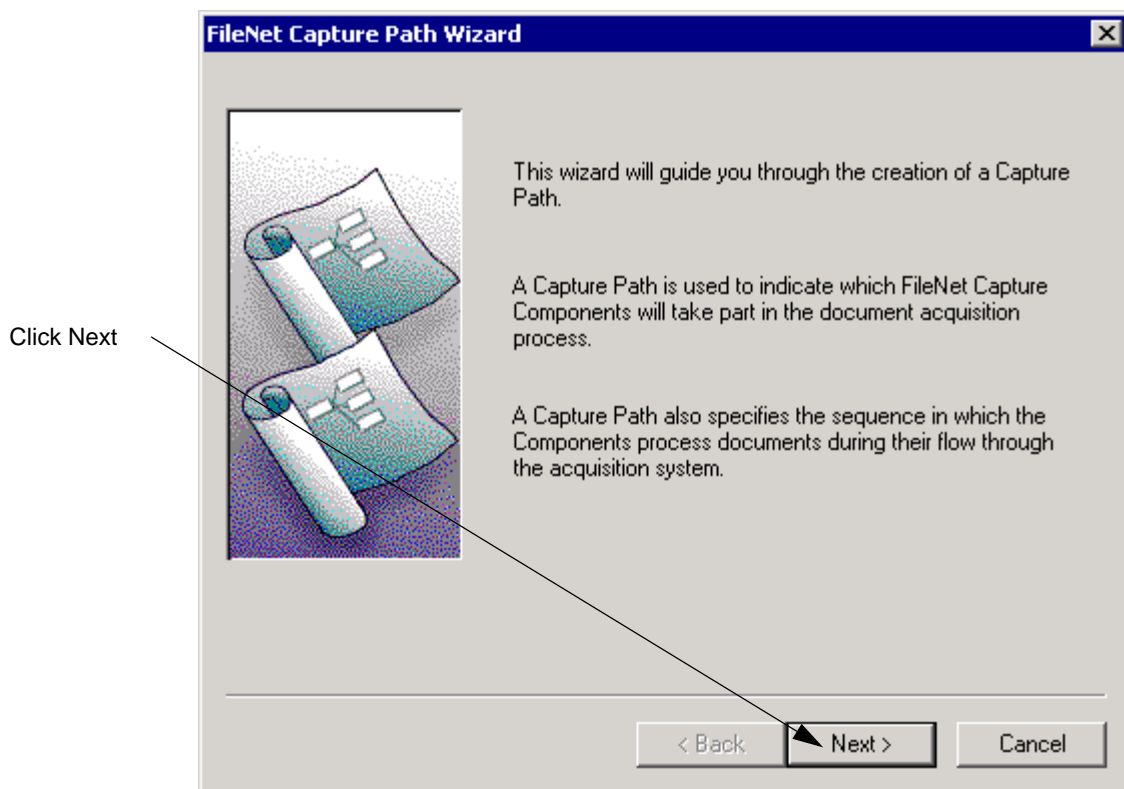 FileNet Capture Path Wizard
This wizard will guide you through the creation of a Capture
Path.
A Capture Path is used to indicate which FileNet Capture
Components will take part in the document acquisition
process.
Click Next
A Capture Path also specifies the sequence in which the
Components process documents during their flow through
the acquisition system.
< Back
Next >
Cancel